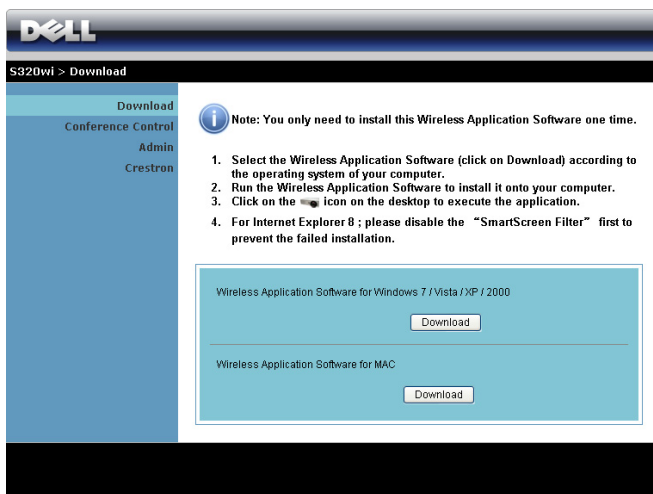 DELL
S320wi > Download
Download
Conference Control
Admin
Crestron
Note: You only need to install this Wireless Application Software one time.
1. Select the Wireless Application Software (click on Download) according to
the operating system of your computer.
2. Run the Wireless Application Software to install it onto your computer.
3. Click on the icon on the desktop to execute the application.
4. For Internet Explorer 8 ; please disable the “SmartScreen Filter” first to
prevent the failed installation.
Wireless Application Software for Windows 7 / Vista / XP / 2000
Download
Wireless Application Software for MAC
Download